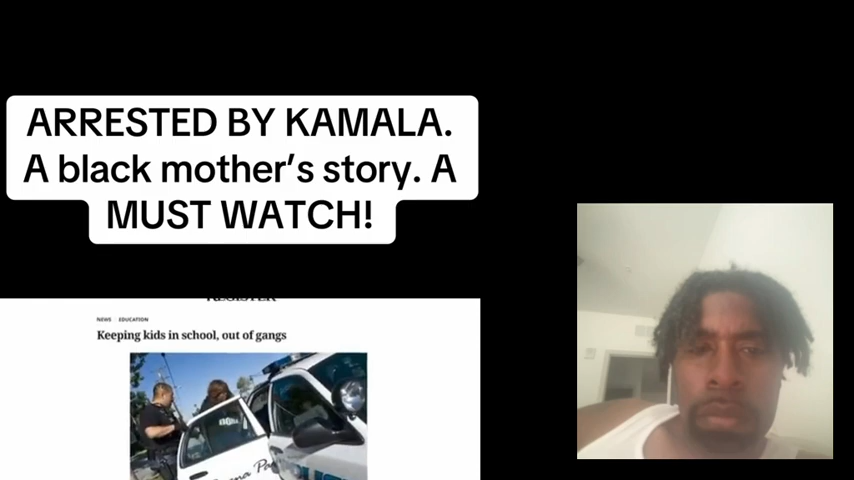 ARRESTED BY KAMALA.
A black mother's story. A
MUST WATCH!
REGISTER
NEWS EDUCATION
Keeping kids in school, out of gangs
POLICE